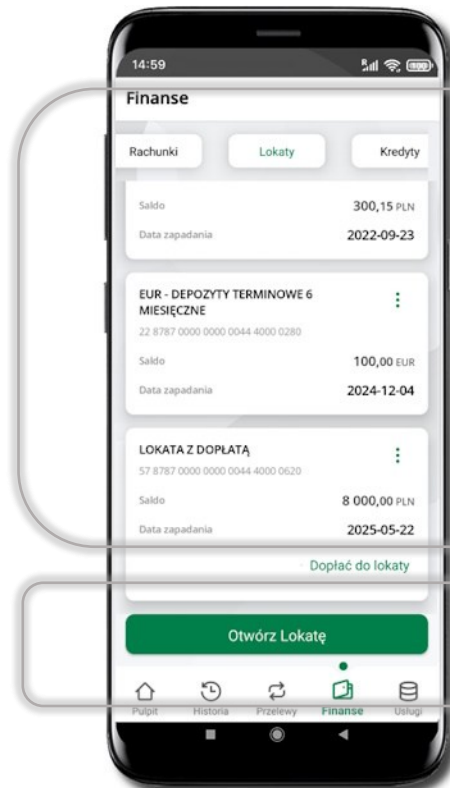 14:59
Finanse
Rachunki Lokaty Kredyty
Saldo 300,15 PLN
Data zapadania 2022-09-23
EUR - DEPOZYTY TERMINOWE 6
MIESIĘCZNE
22 8787 0000 0000 0044 4000 0280
Saldo 100,00 EUR
Data zapadania 2024-12-04
LOKATA Z DOPŁATĄ
57 8787 0000 0000 0044 4000 0620
Saldo 8 000,00 PLN
Data zapadania 2025-05-22
Dopłać do lokaty
Otwórz Lokatę
Pulpit Historia Przelewy Finanse Usługi